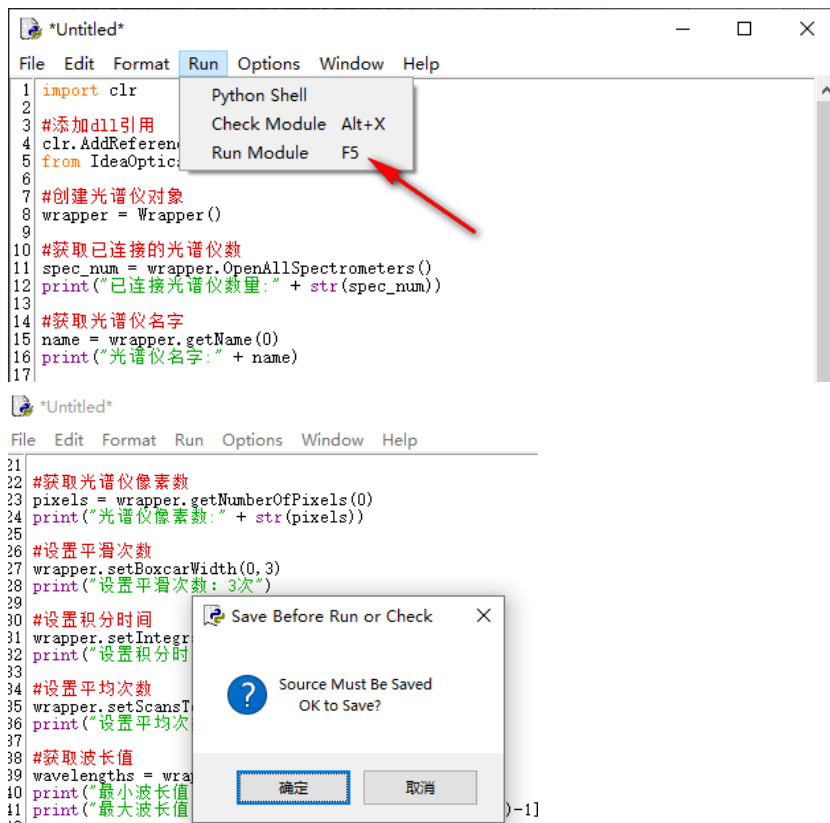 *Untitled*
File Edit Format Run Options Window Help
Python Shell
Check Module Alt+X
Run Module F5
1 import clr
2
3 #添加dll引用
4 clr.AddReferen
5 from IdeaOptic
6
7 #创建光谱仪对象
8 wrapper = Wrapper()
9
10 #获取已连接的光谱仪数
11 spec_num = wrapper.OpenAllSpectrometers()
12 print("已连接光谱仪数量:" + str(spec_num))
13
14 #获取光谱仪名字
15 name = wrapper.getName(0)
16 print("光谱仪名字:" + name)
17
*Untitled*
File Edit Format Run Options Window Help
21
22 #获取光谱仪像素数
23 pixels = wrapper.getNumberOfPixels(0)
24 print("光谱仪像素数:" + str(pixels))
25
26 #设置平滑次数
27 wrapper.setBoxcarWidth(0,3)
28 print("设置平滑次数: 3次")
29
30 #设置积分时间
31 wrapper.setIntegr
32 print("设置积分时
33
34 #设置平均次数
35 wrapper.setScansT
36 print("设置平均次
37
38 #获取波长值
39 wavelengths = wra
40 print("最小波长值
41 print("最大波长值 )-1]
Save Before Run or Check
Source Must Be Saved
OK to Save?
确定 取消